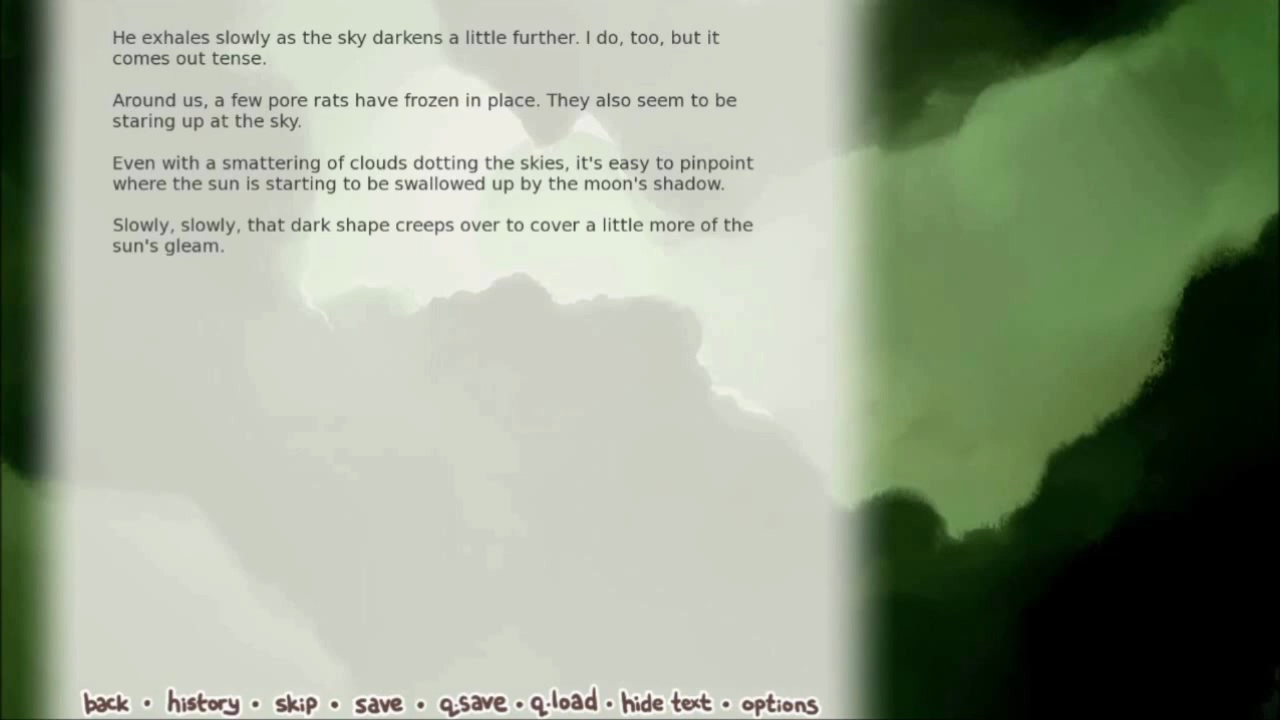 He exhales slowly as the sky darkens a little further. I do, too, but it
comes out tense.
Around us, a few pore rats have frozen in place. They also seem to be
staring up at the sky.
Even with a smattering of clouds dotting the skies, it's easy to pinpoint
where the sun is starting to be swallowed up by the moon's shadow.
Slowly, slowly, that dark shape creeps over to cover a little more of the
sun's gleam.
back • history • skip • save • q.save • q.load • hide text • options